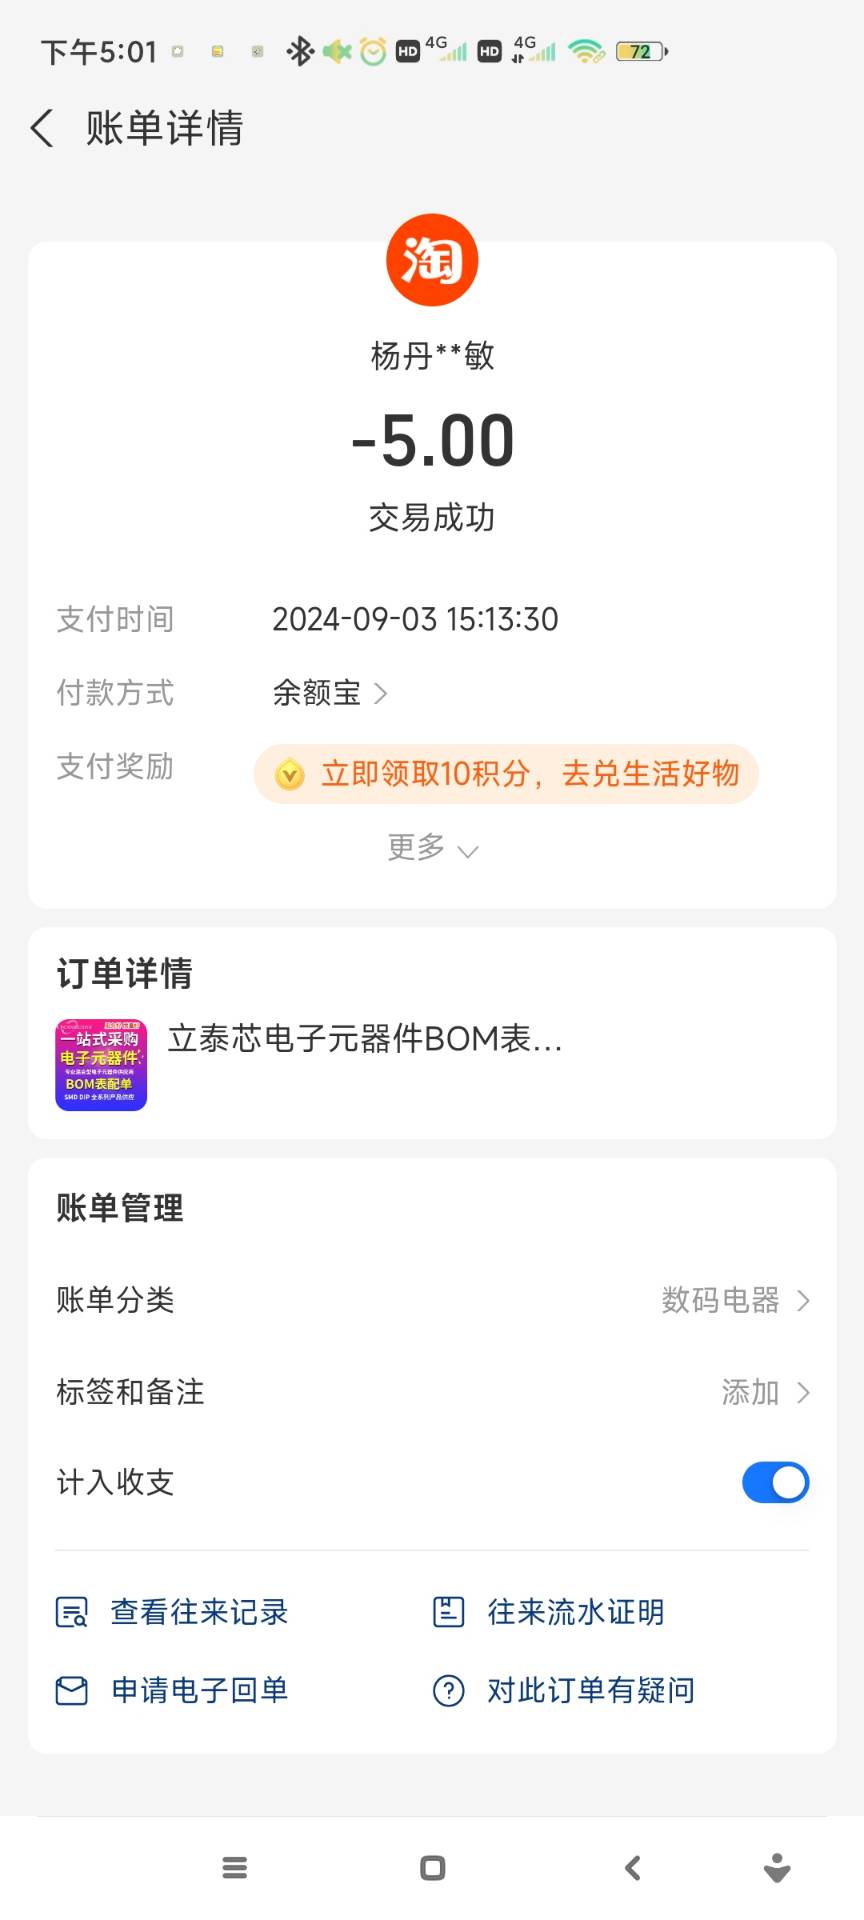 下午5:01 HD 4G HD 4G 72
账单详情
淘
杨丹**敏
-5.00
交易成功
支付时间 2024-09-03 15:13:30
付款方式 余额宝
支付奖励 立即领取10积分，去兑生活好物
更多
订单详情
立泰芯电子元器件BOM表...
一站式采购
电子元器件
BOM表配单
SMD DIP 全系列产品供应
账单管理
账单分类 数码电器
标签和备注 添加
计入收支
查看往来记录 往来流水证明
申请电子回单 对此订单有疑问